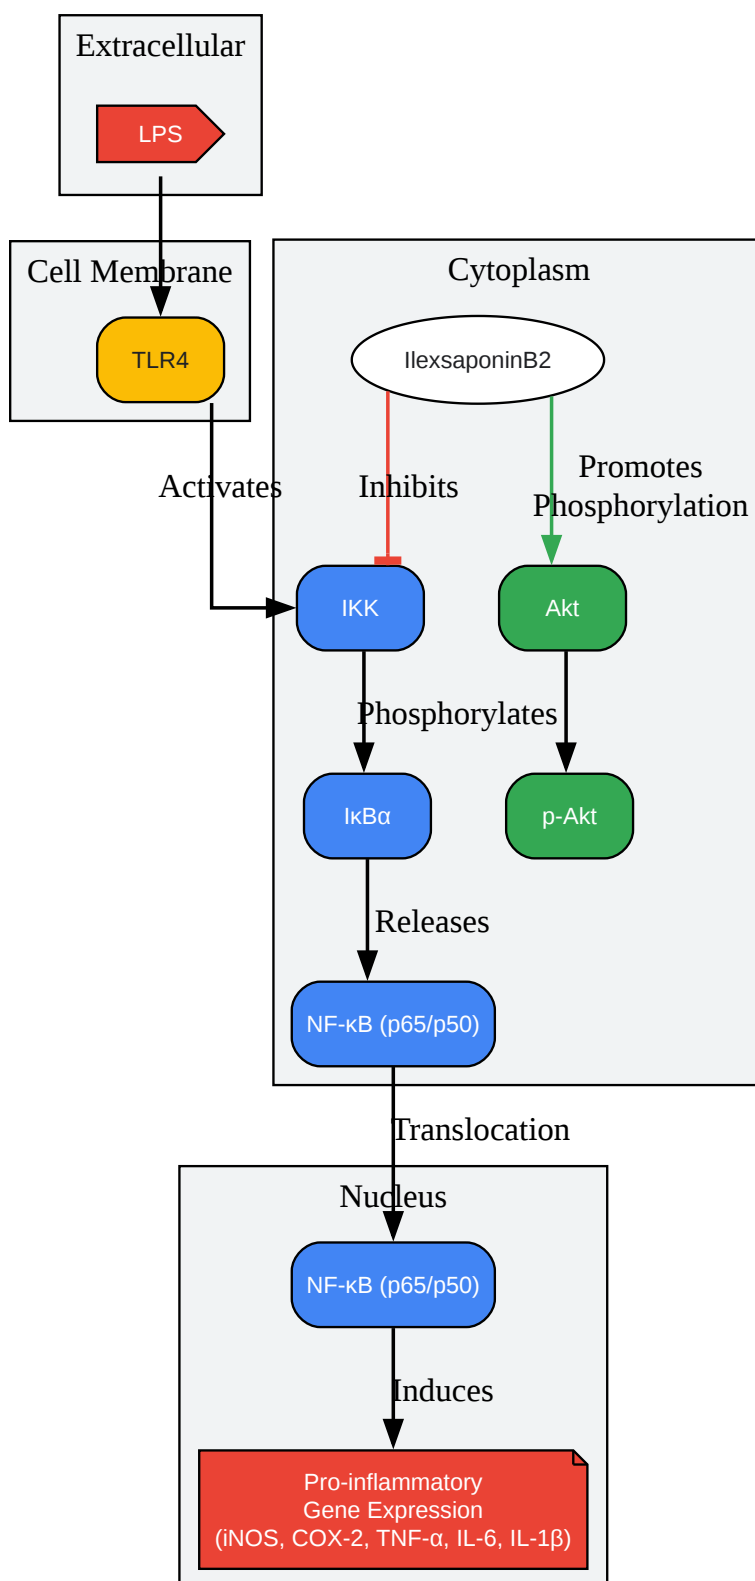 Extracellular
LPS
Cell Membrane
TLR4
Cytoplasm
IlexsaponinB2
Activates
Inhibits
Promotes
Phosphorylation
IKK
Akt
Phosphorylates
IκBα
p-Akt
Releases
NF-κB (p65/p50)
Translocation
Nucleus
NF-κB (p65/p50)
Induces
Pro-inflammatory
Gene Expression
(iNOS, COX-2, TNF-α, IL-6, IL-1β)